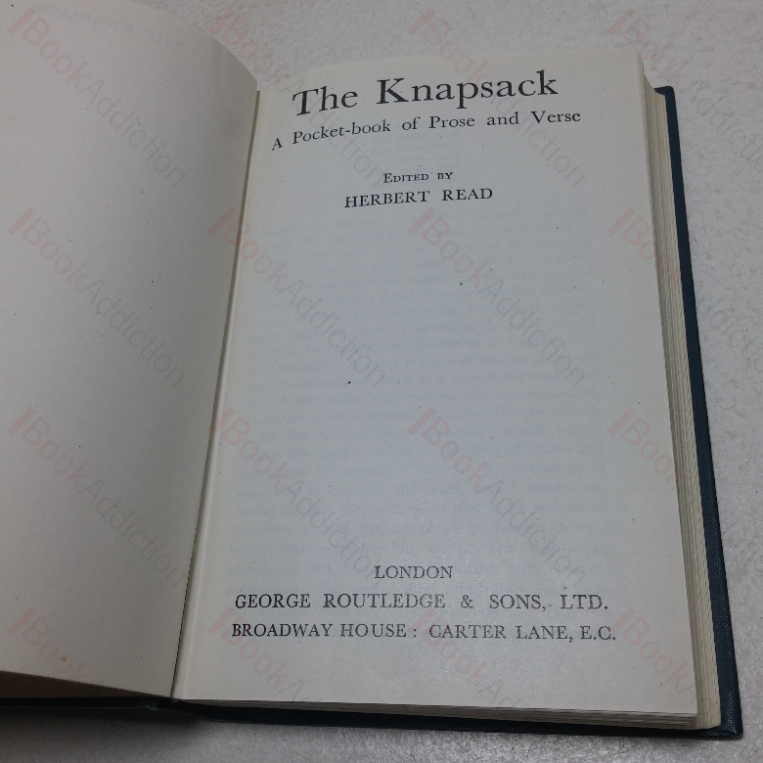 The Knapsack
A Pocket-book of Prose and Verse
EDITED BY
HERBERT READ
LONDON
GEORGE ROUTLEDGE & SONS, LTD.
BROADWAY HOUSE : CARTER LANE, E.C.
BookAddiction